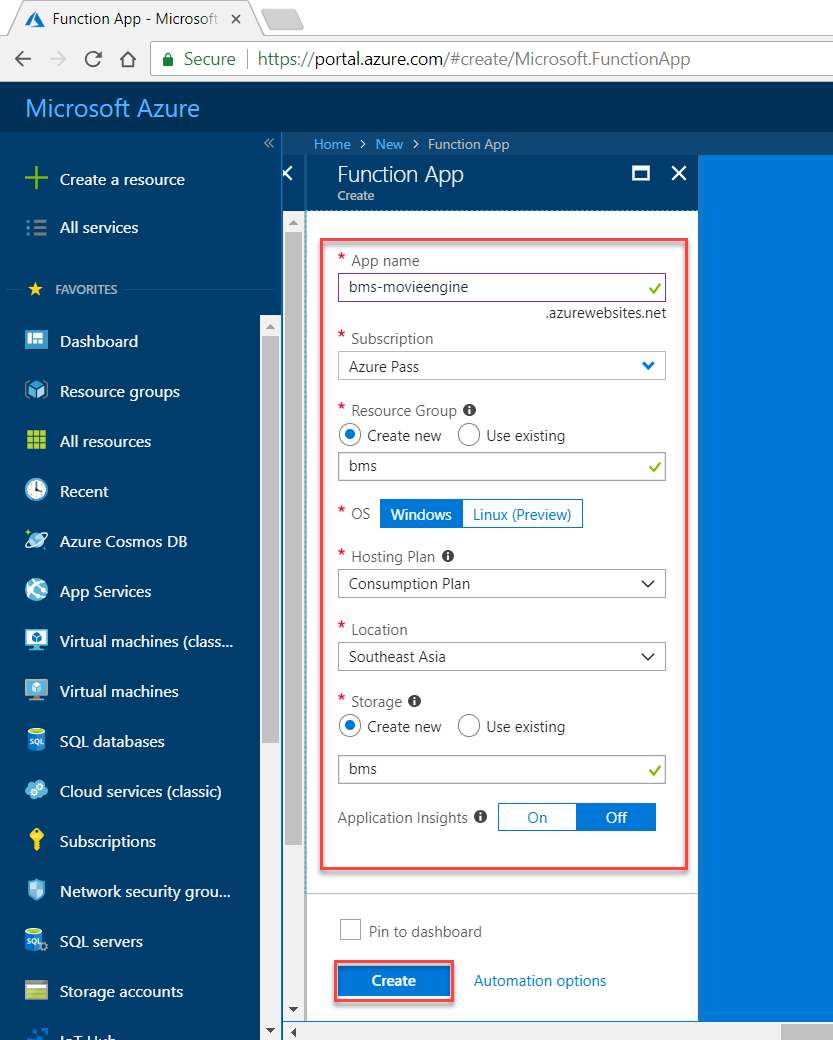 Function App - Microsoft
Secure
https://portal.azure.com/#create/Microsoft.FunctionApp
Microsoft Azure
Create a resource
All services
FAVORITES
Dashboard
Resource groups
All resources
Recent
Azure Cosmos DB
App Services
Virtual machines (class...
Virtual machines
SQL databases
Cloud services (classic)
Subscriptions
Network security grou...
SQL servers
Storage accounts
IoT Hub
Home > New > Function App
Function App
Create
* App name
bms-movieengine
.azurewebsites.net
* Subscription
Azure Pass
* Resource Group
Create new Use existing
bms
* OS Windows Linux (Preview)
* Hosting Plan
Consumption Plan
* Location
Southeast Asia
* Storage
Create new Use existing
bms
Application Insights On Off
Pin to dashboard
Create Automation options